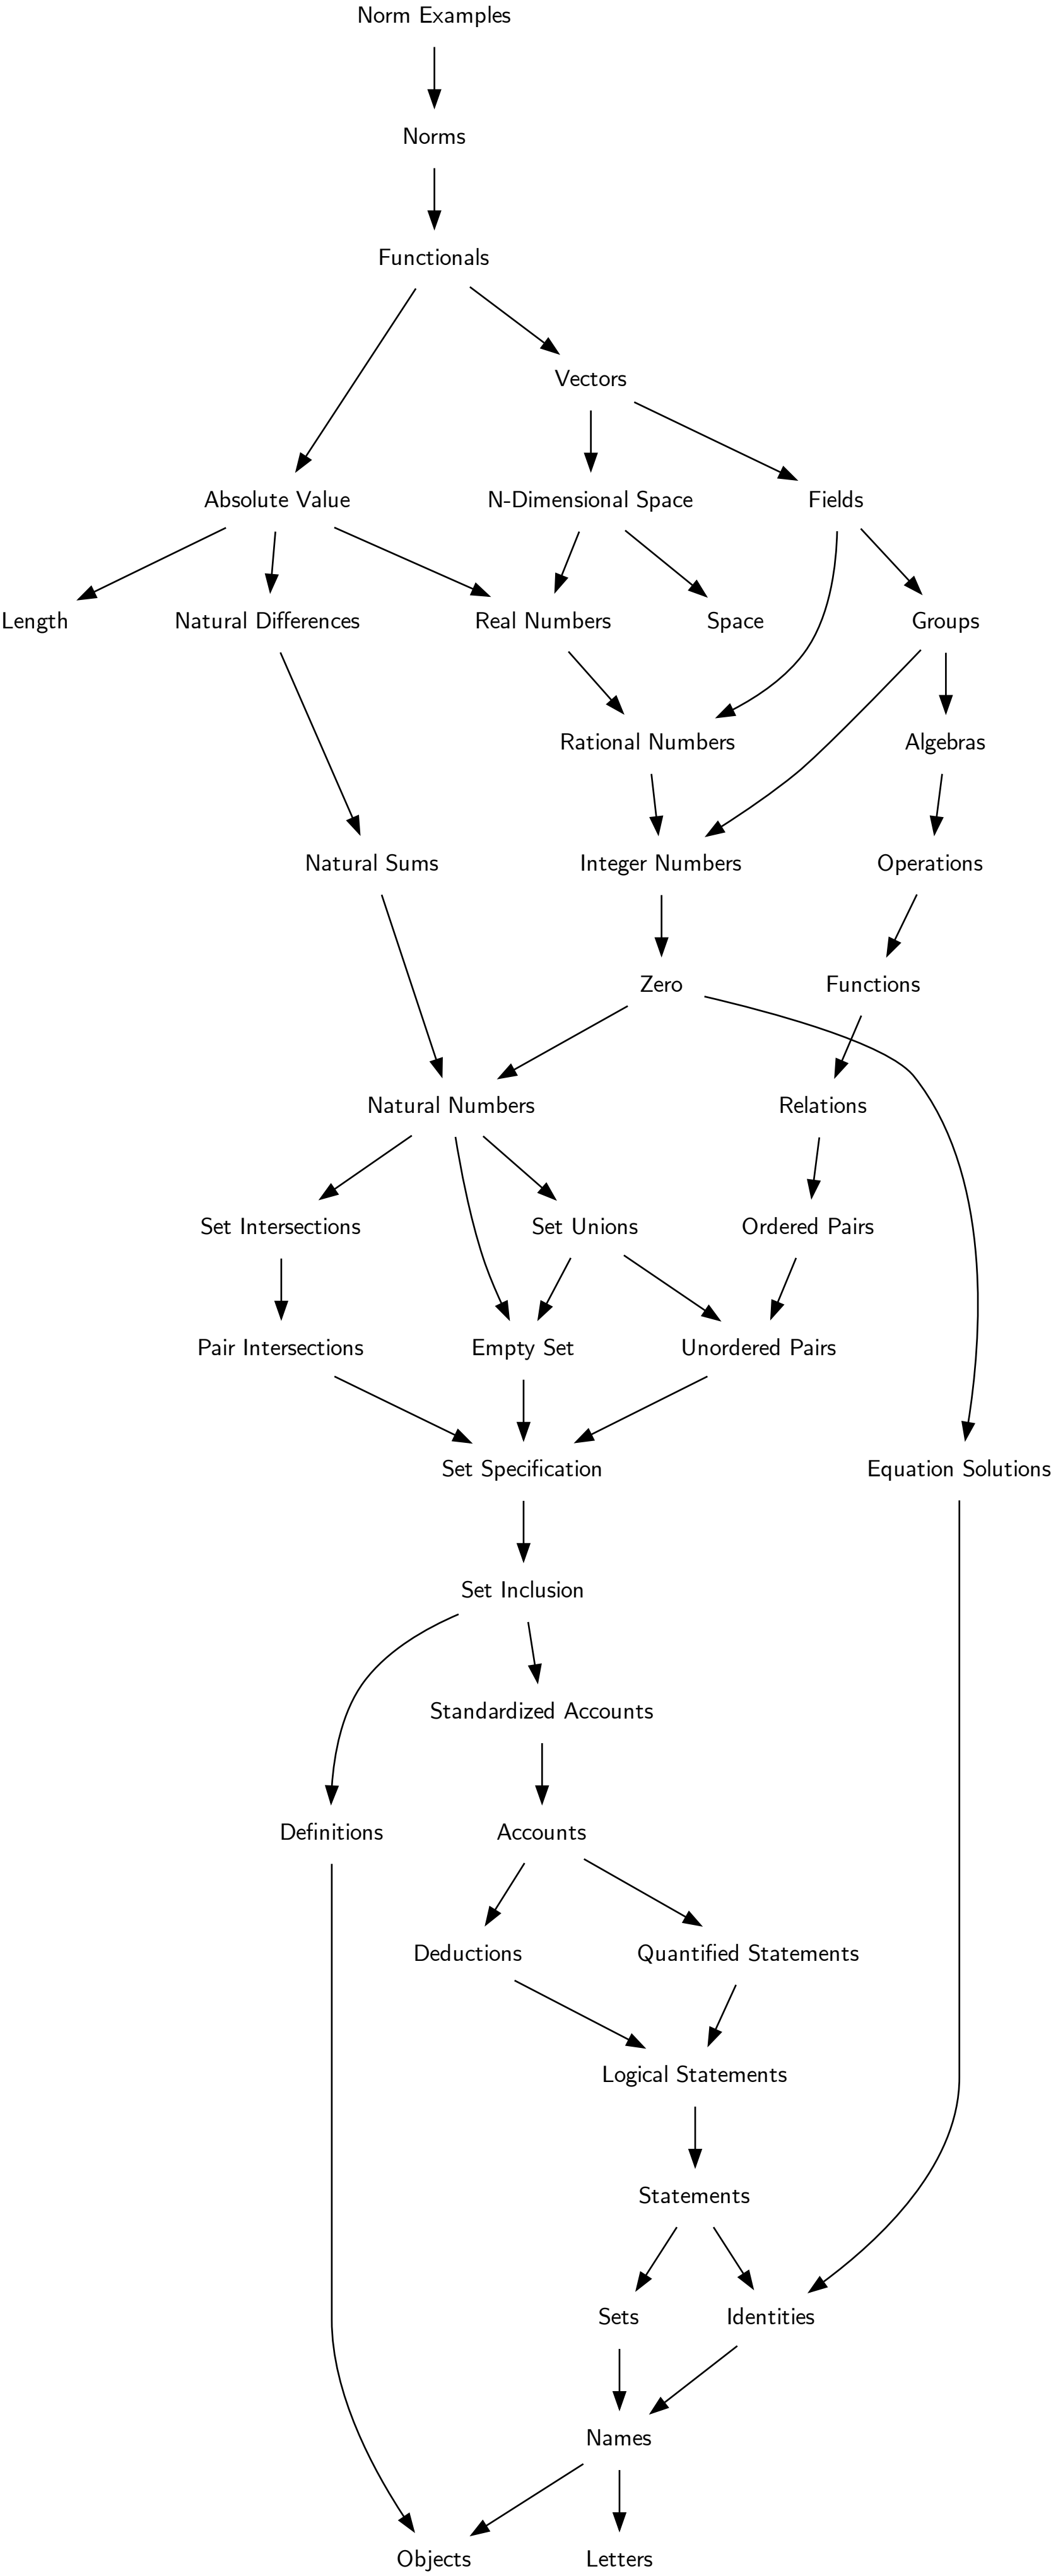 Norm Examples
Norms
Functionals
Vectors
Absolute Value
N-Dimensional Space
Fields
Length
Natural Differences
Real Numbers
Space
Groups
Rational Numbers
Algebras
Natural Sums
Integer Numbers
Operations
Zero
Functions
Natural Numbers
Relations
Set Intersections
Set Unions
Ordered Pairs
Pair Intersections
Empty Set
Unordered Pairs
Set Specification
Equation Solutions
Set Inclusion
Standardized Accounts
Definitions
Accounts
Deductions
Quantified Statements
Logical Statements
Statements
Sets
Identities
Names
Objects
Letters